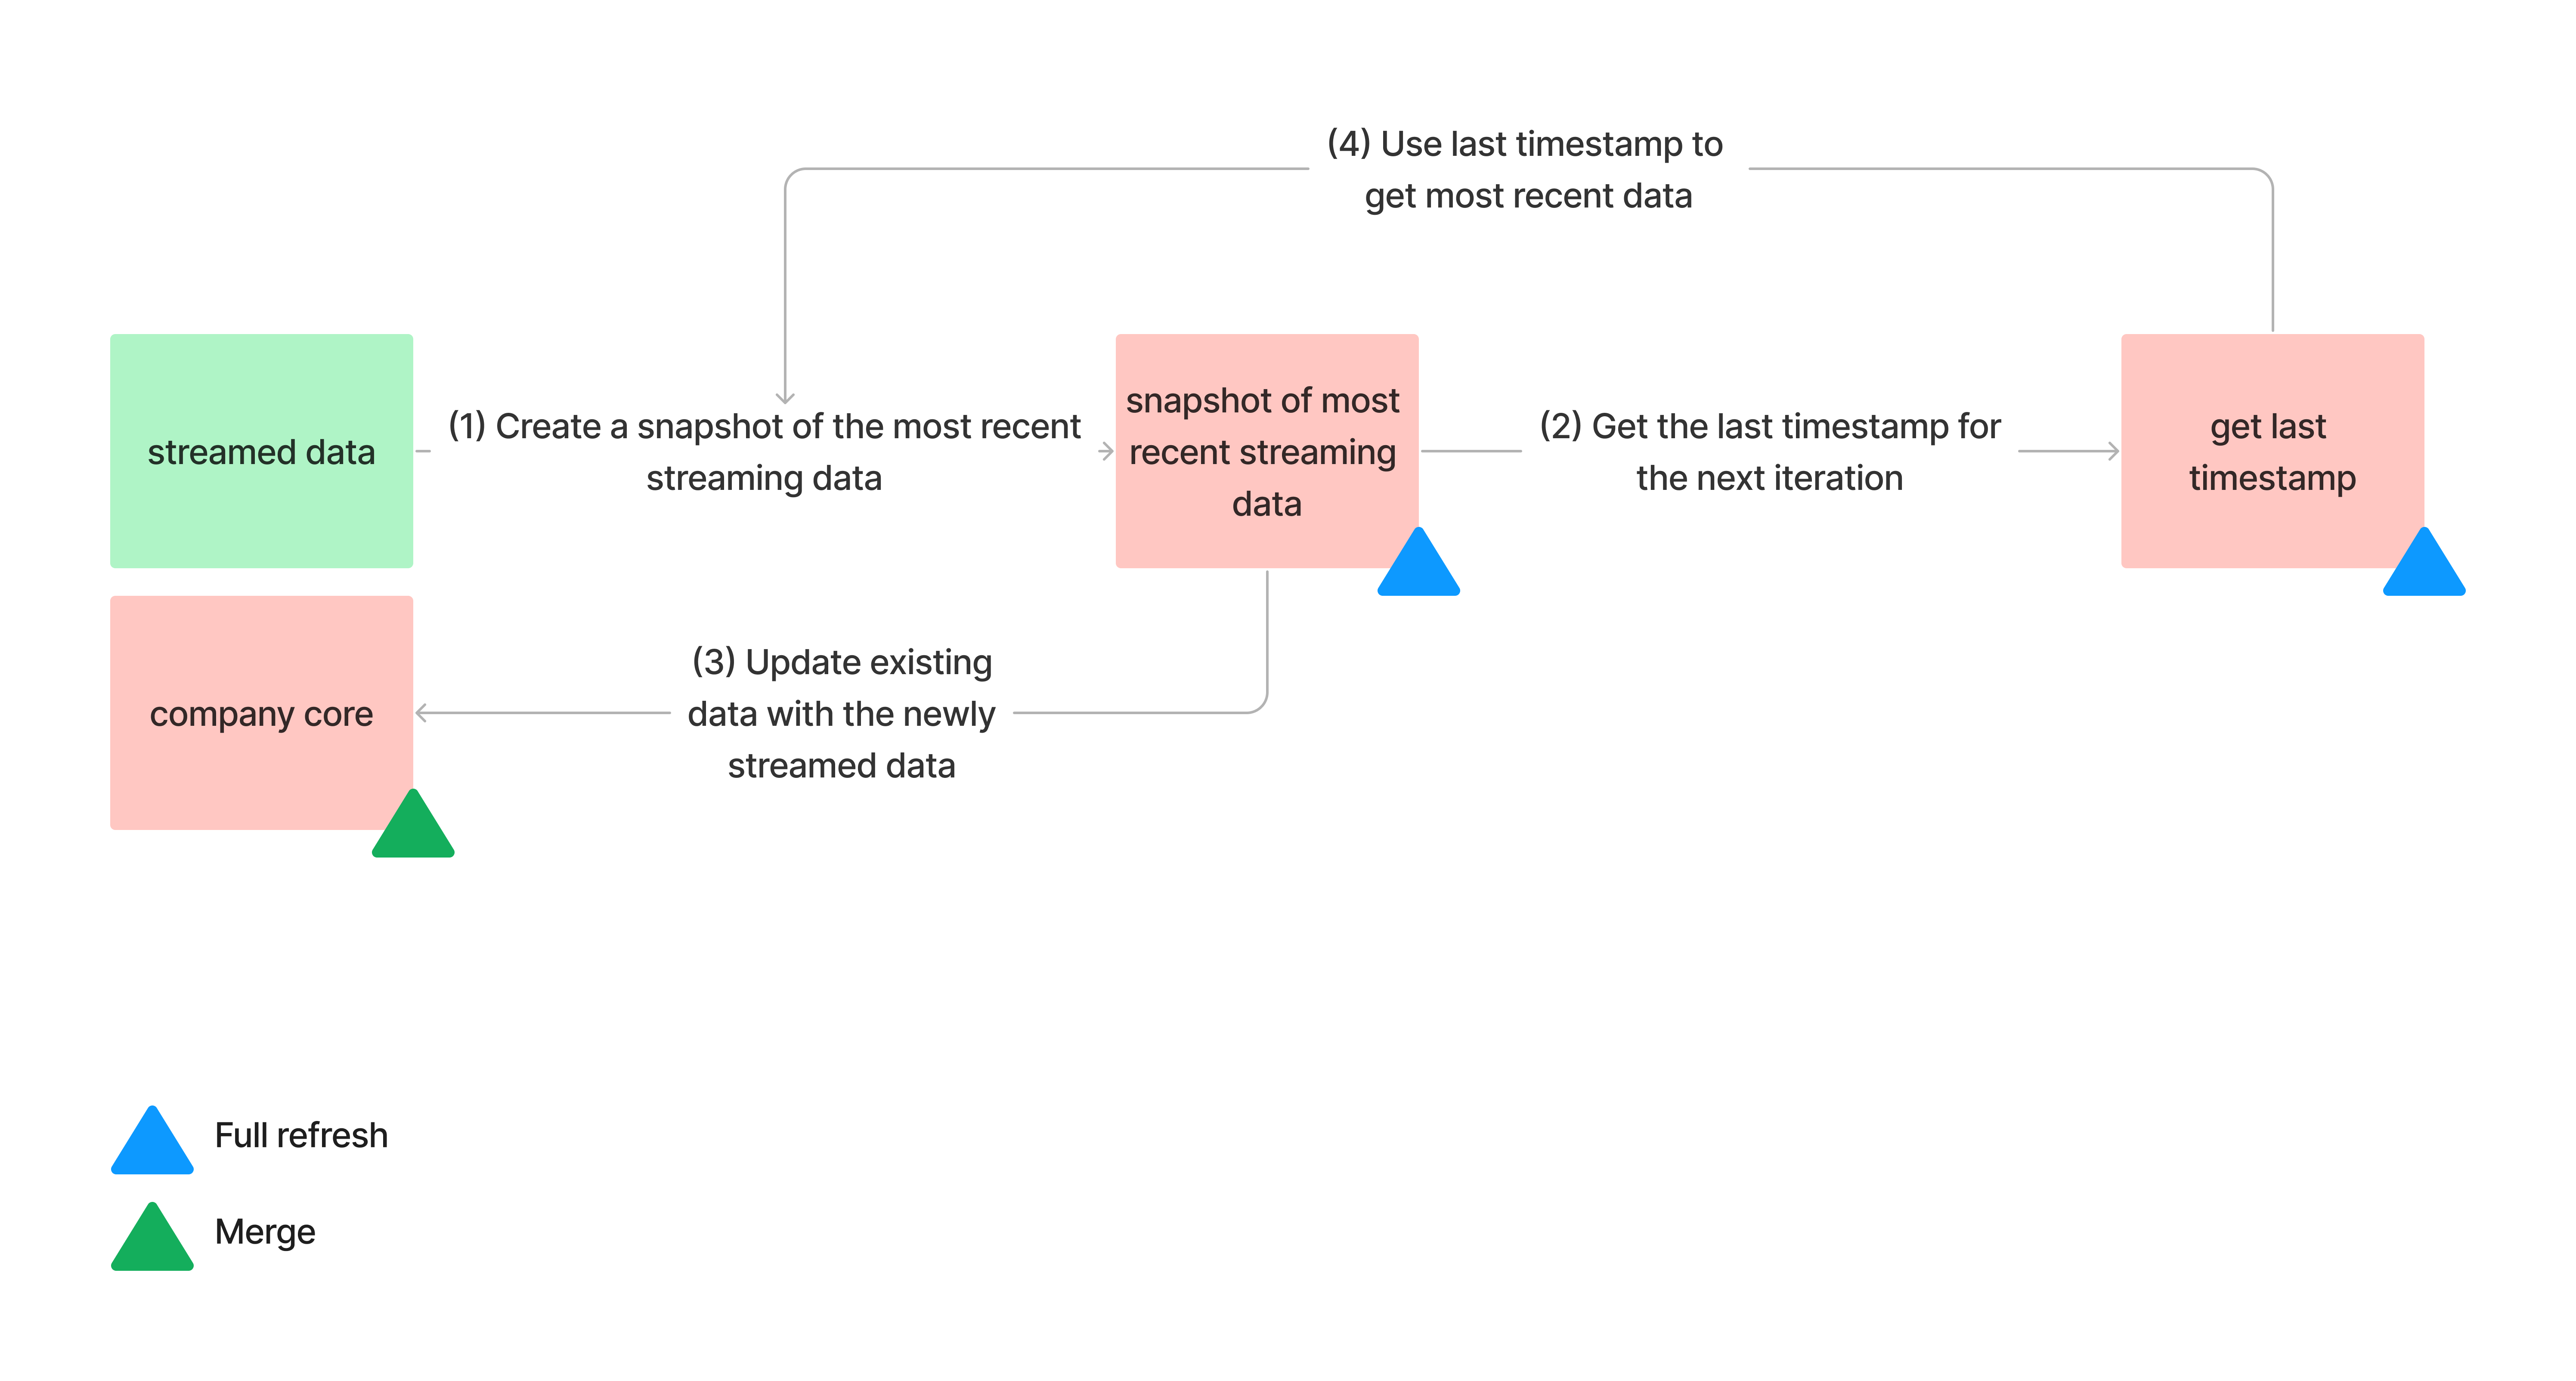 (4) Use last timestamp to
get most recent data
streamed data
(1) Create a snapshot of the most recent
streaming data
snapshot of most
recent streaming
data
(2) Get the last timestamp for
the next iteration
get last
timestamp
company core
(3) Update existing
data with the newly
streamed data
Full refresh
Merge